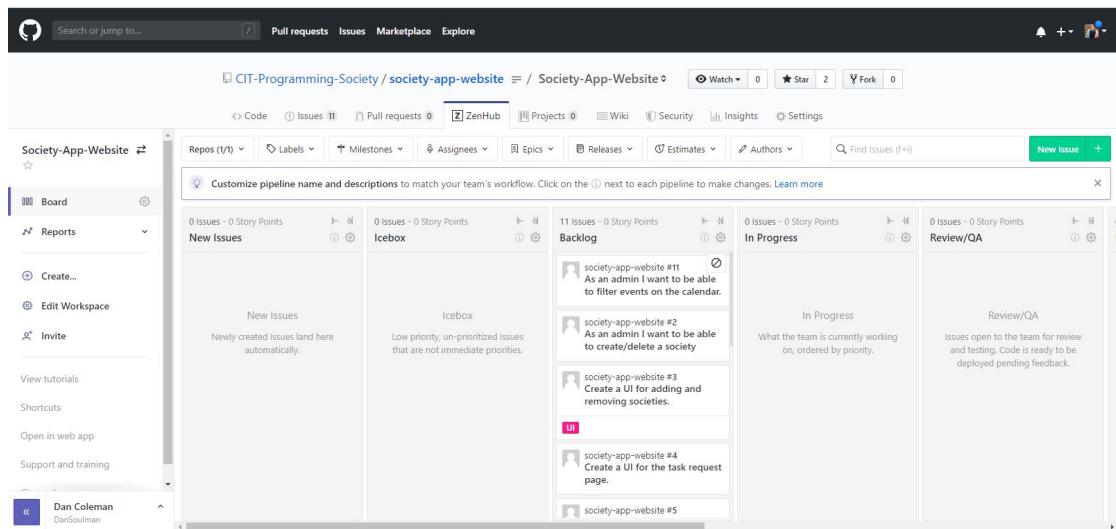 Search or jump to... / Pull requests Issues Marketplace Explore
CIT-Programming-Society / society-app-website / Society-App-Website Watch 0 Star 2 Fork 0
Code Issues 11 Pull requests 0 Z ZenHub Projects 0 Wiki Security Insights Settings
Society-App-Website
Board
Reports
Create...
Edit Workspace
Invite
View tutorials
Shortcuts
Open in web app
Support and training
Dan Coleman
DanSoulman
Repos (1/1) Labels Milestones Assignees Epics Releases Estimates Authors Find Issues (f+i) New Issue +
Customize pipeline name and descriptions to match your team's workflow. Click on the ⓘ next to each pipeline to make changes. Learn more
0 Issues - 0 Story Points
New Issues
New Issues
Newly created Issues land here
automatically.
0 Issues - 0 Story Points
Icebox
Icebox
Low priority, un-prioritized Issues
that are not immediate priorities.
11 Issues - 0 Story Points
Backlog
society-app-website #11
As an admin I want to be able
to filter events on the calendar.
society-app-website #2
As an admin I want to be able
to create/delete a society
society-app-website #3
Create a UI for adding and
removing societies.
UI
society-app-website #4
Create a UI for the task request
page.
society-app-website #5
0 Issues - 0 Story Points
In Progress
In Progress
What the team is currently working
on, ordered by priority.
0 Issues - 0 Story Points
Review/QA
Review/QA
Issues open to the team for review
and testing. Code is ready to be
deployed pending feedback.